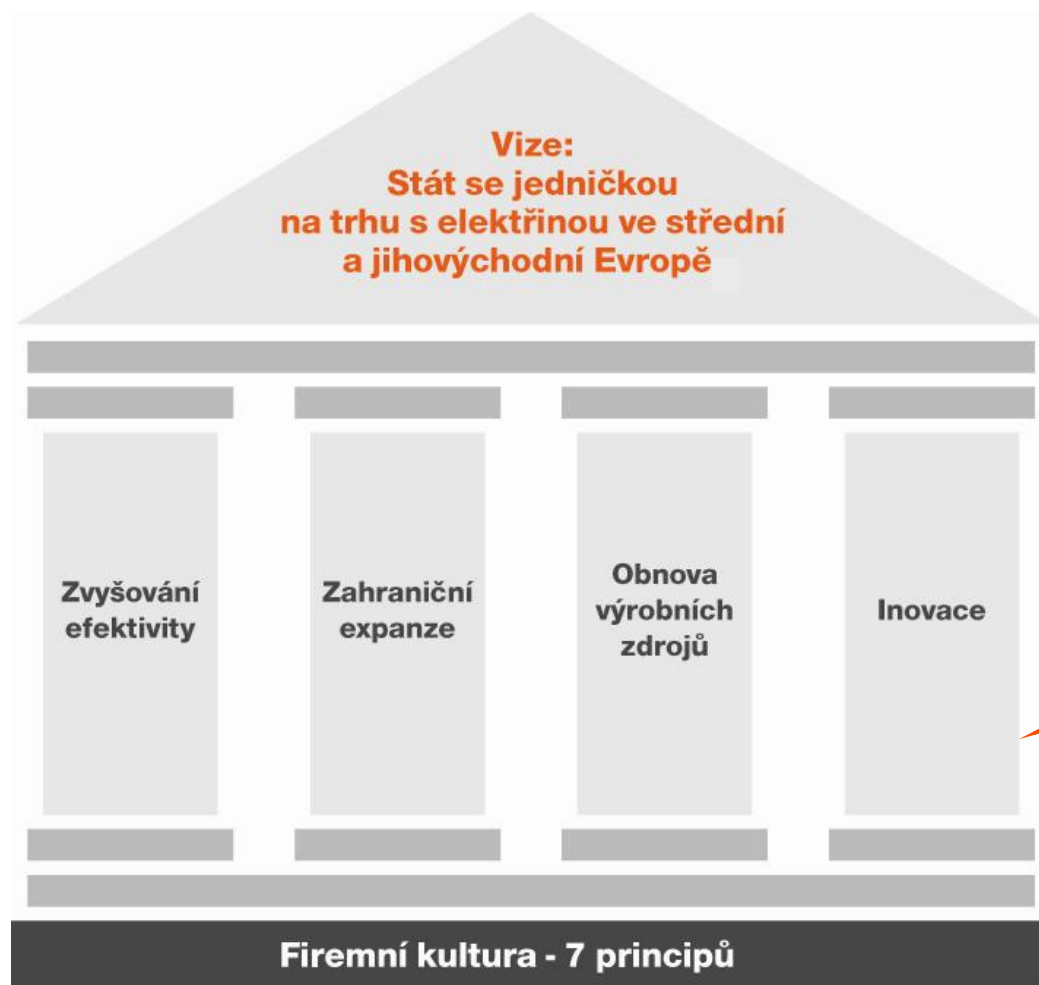 Vize:
Stát se jedničkou
na trhu s elektřinou ve střední
a jihovýchodní Evropě
Zvyšování
efektivity
Zahraniční
expanze
Obnova
výrobních
zdrojů
Inovace
Firemní kultura - 7 principů